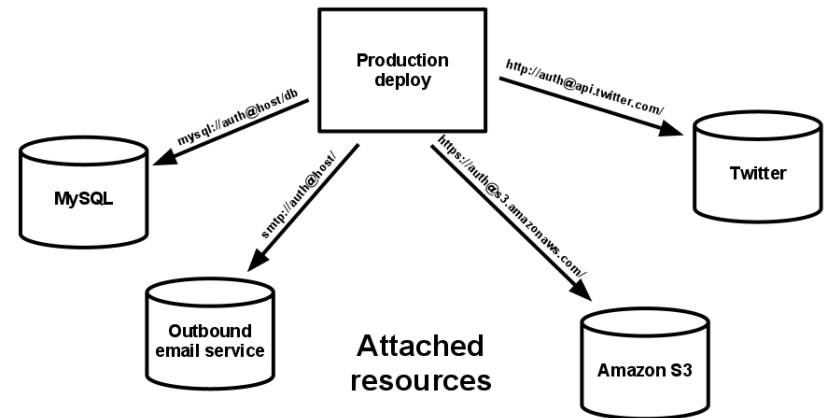 Production
deploy
mysql://auth@host/db
http://auth@api.twitter.com/
smtp://auth@host/
https://auth@s3.amazonaws.com/
MySQL
Twitter
Outbound
email service
Attached
resources
Amazon S3